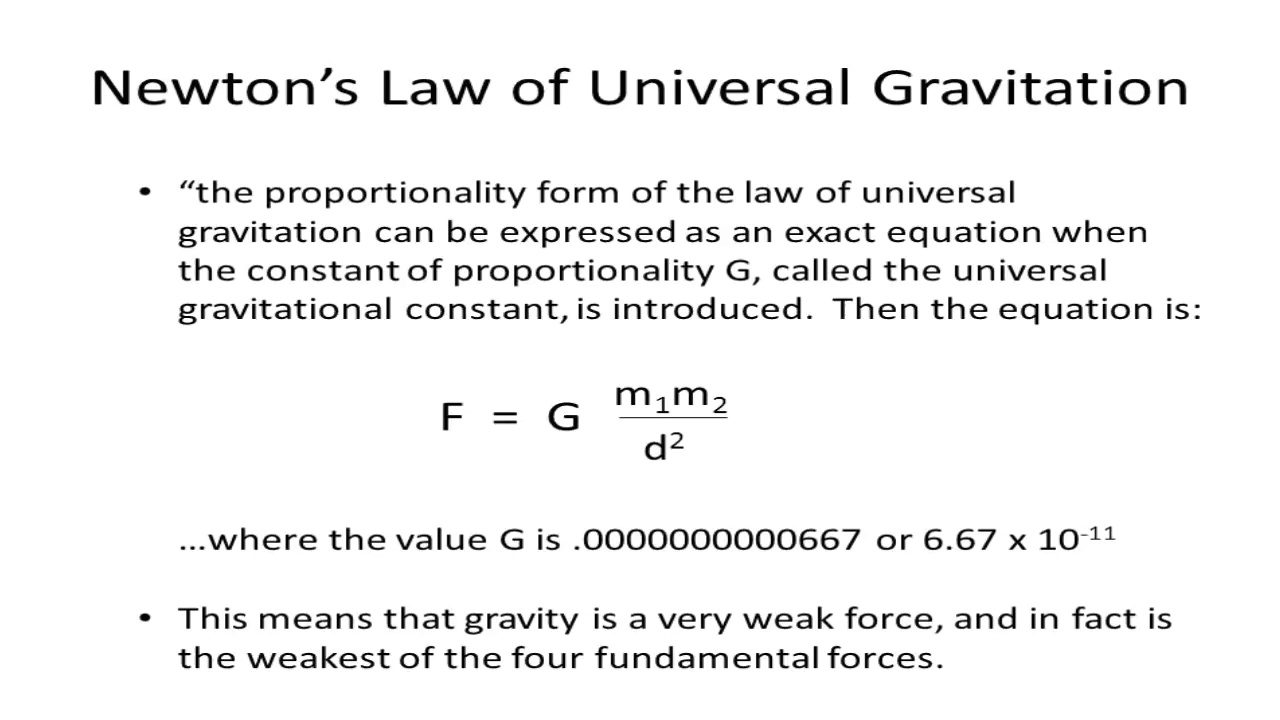 Newton’s Law of Universal Gravitation
• “the proportionality form of the law of universal
gravitation can be expressed as an exact equation when
the constant of proportionality G, called the universal
gravitational constant, is introduced. Then the equation is:
F = G m₁m₂
d²
...where the value G is .0000000000667 or 6.67 x 10⁻¹¹
• This means that gravity is a very weak force, and in fact is
the weakest of the four fundamental forces.